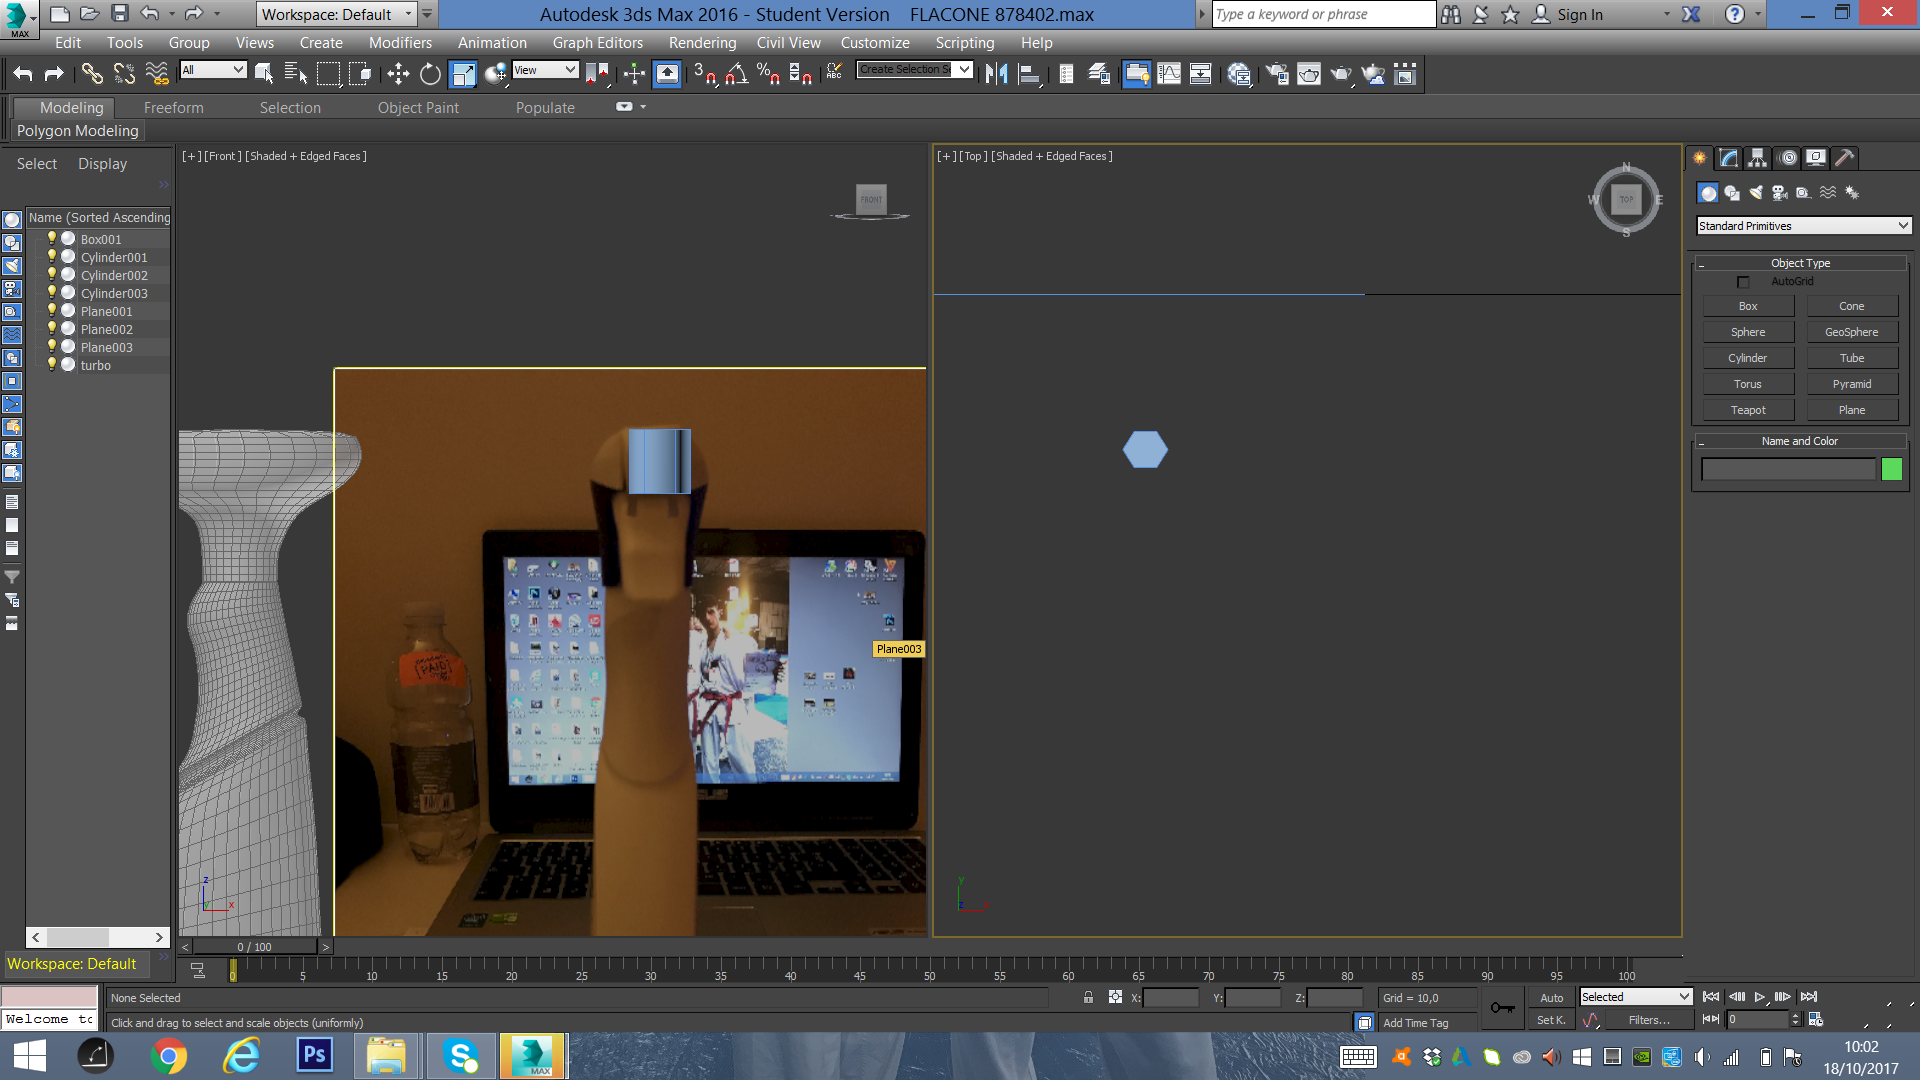 Workspace: Default
Autodesk 3ds Max 2016 - Student Version FLACONE 878402.max
Type a keyword or phrase
Sign In
MAX
Edit Tools Group Views Create Modifiers Animation Graph Editors Rendering Civil View Customize Scripting Help
All
View
3
ABC
Create Selection Se
Modeling Freeform Selection Object Paint Populate
Polygon Modeling
Select Display
Name (Sorted Ascending
Box001
Cylinder001
Cylinder002
Cylinder003
Plane001
Plane002
Plane003
turbo
[+] [Front ] [Shaded + Edged Faces ]
FRONT
Plane003
PAID
ASUS
z
y x
[+] [Top ] [Shaded + Edged Faces ]
N
W TOP E
S
y
z x
Standard Primitives
Object Type
AutoGrid
Box Cone
Sphere GeoSphere
Cylinder Tube
Torus Pyramid
Teapot Plane
Name and Color
< 0 / 100 >
Workspace: Default
0 5 10 15 20 25 30 35 40 45 50 55 60 65 70 75 80 85 90 95 100
None Selected
X: Y: Z: Grid = 10,0
Auto Selected
Welcome to
Click and drag to select and scale objects (uniformly)
Add Time Tag
Set K. Filters... 0
Ps
MAX
10:02
18/10/2017